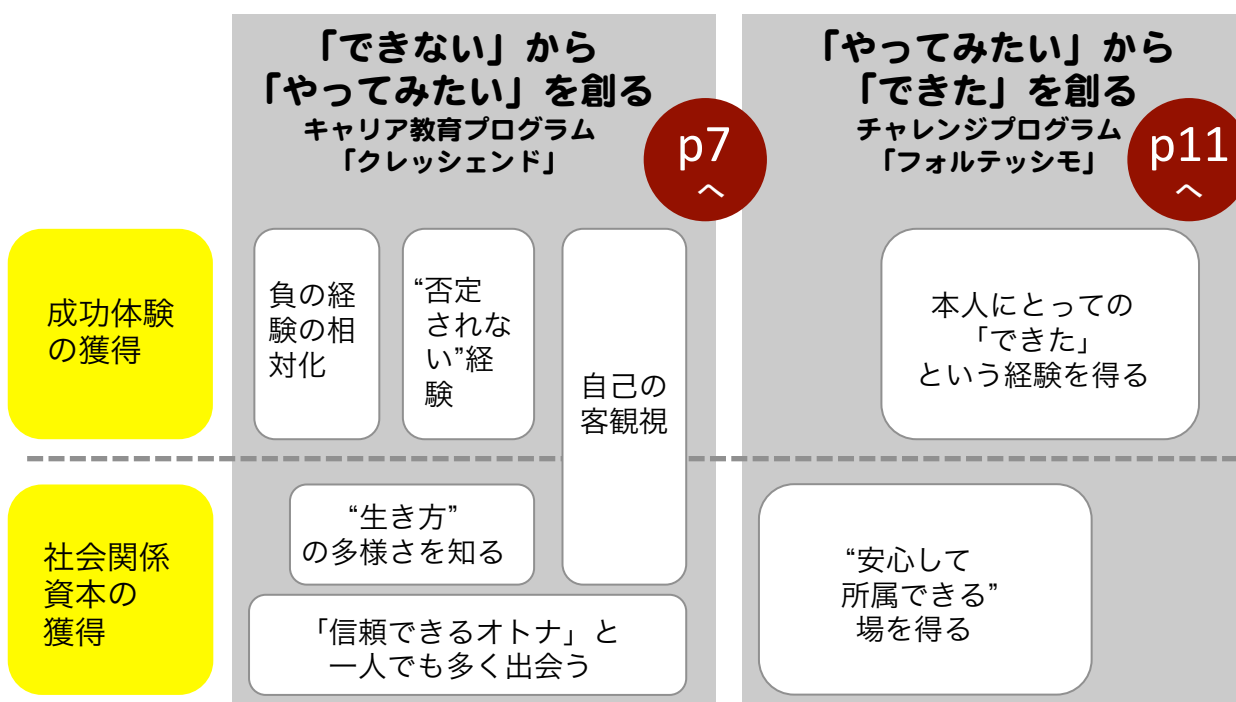 「できない」から
「やってみたい」を創る
キャリア教育プログラム
「クレッシェンド」
p7
へ
「やってみたい」から
「できた」を創る
チャレンジプログラム
「フォルテッシモ」
p11
へ
成功体験
の獲得
負の経
験の相
対化
“否定
されな
い”経
験
自己の
客観視
本人にとっての
「できた」
という経験を得る
社会関係
資本の
獲得
“生き方”
の多様さを知る
「信頼できるオトナ」と
一人でも多く出会う
“安心して
所属できる”
場を得る